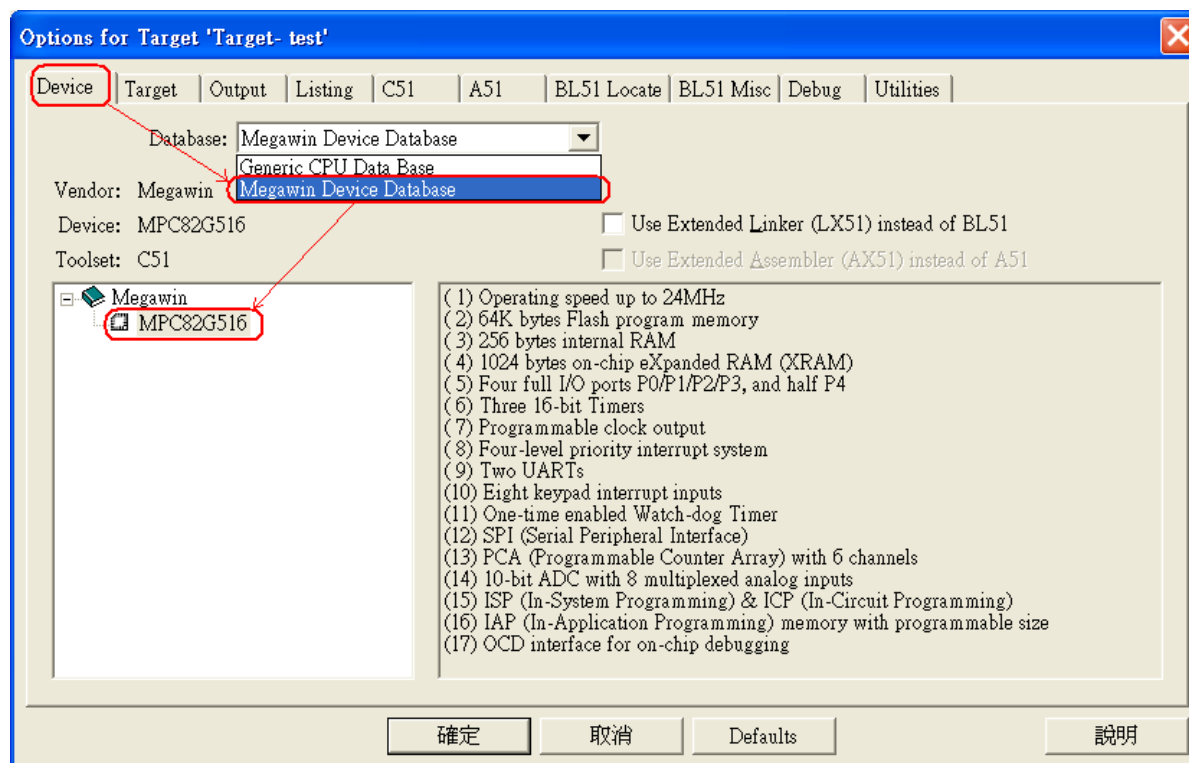 Options for Target 'Target- test'
Device Target Output Listing C51 A51 BL51 Locate BL51 Misc Debug Utilities
Database: Megawin Device Database
Generic CPU Data Base
Megawin Device Database
Vendor: Megawin
Device: MPC82G516
Use Extended Linker (LX51) instead of BL51
Toolset: C51
Use Extended Assembler (AX51) instead of A51
Megawin
MPC82G516
( 1) Operating speed up to 24MHz
( 2) 64K bytes Flash program memory
( 3) 256 bytes internal RAM
( 4) 1024 bytes on-chip eXpanded RAM (XRAM)
( 5) Four full I/O ports P0/P1/P2/P3, and half P4
( 6) Three 16-bit Timers
( 7) Programmable clock output
( 8) Four-level priority interrupt system
( 9) Two UARTs
(10) Eight keypad interrupt inputs
(11) One-time enabled Watch-dog Timer
(12) SPI (Serial Peripheral Interface)
(13) PCA (Programmable Counter Array) with 6 channels
(14) 10-bit ADC with 8 multiplexed analog inputs
(15) ISP (In-System Programming) & ICP (In-Circuit Programming)
(16) IAP (In-Application Programming) memory with programmable size
(17) OCD interface for on-chip debugging
確定 取消 Defaults 說明